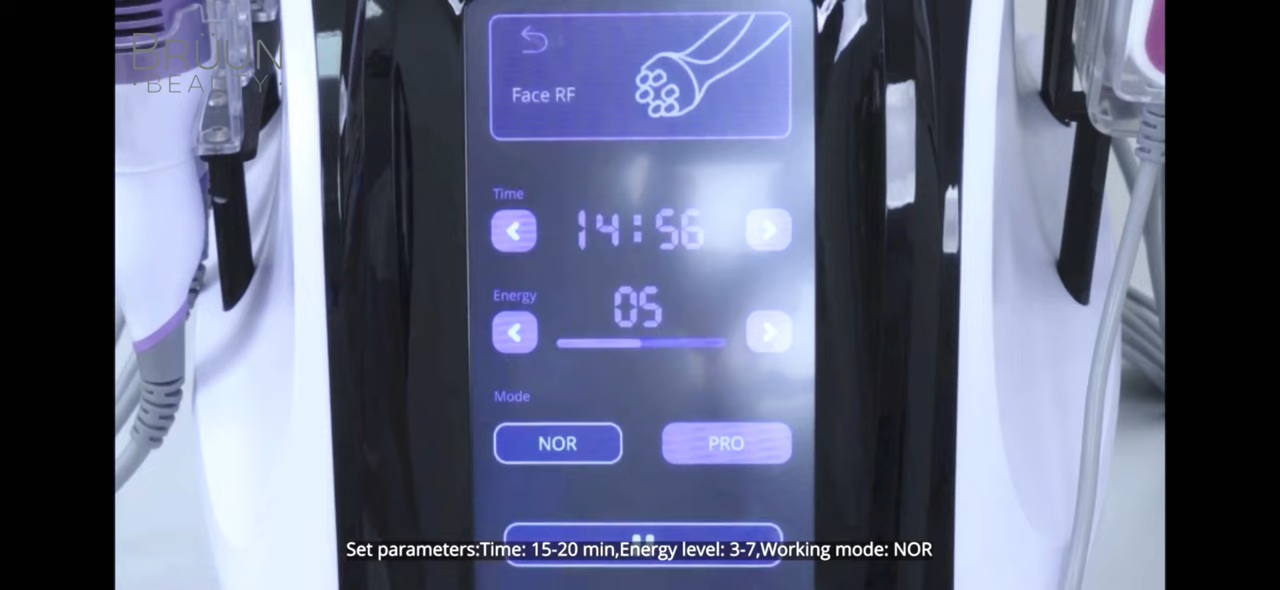 BRUUN
BEAUTY
Face RF
Time
14:56
Energy
05
Mode
NOR
PRO
Set parameters:Time: 15-20 min,Energy level: 3-7,Working mode: NOR